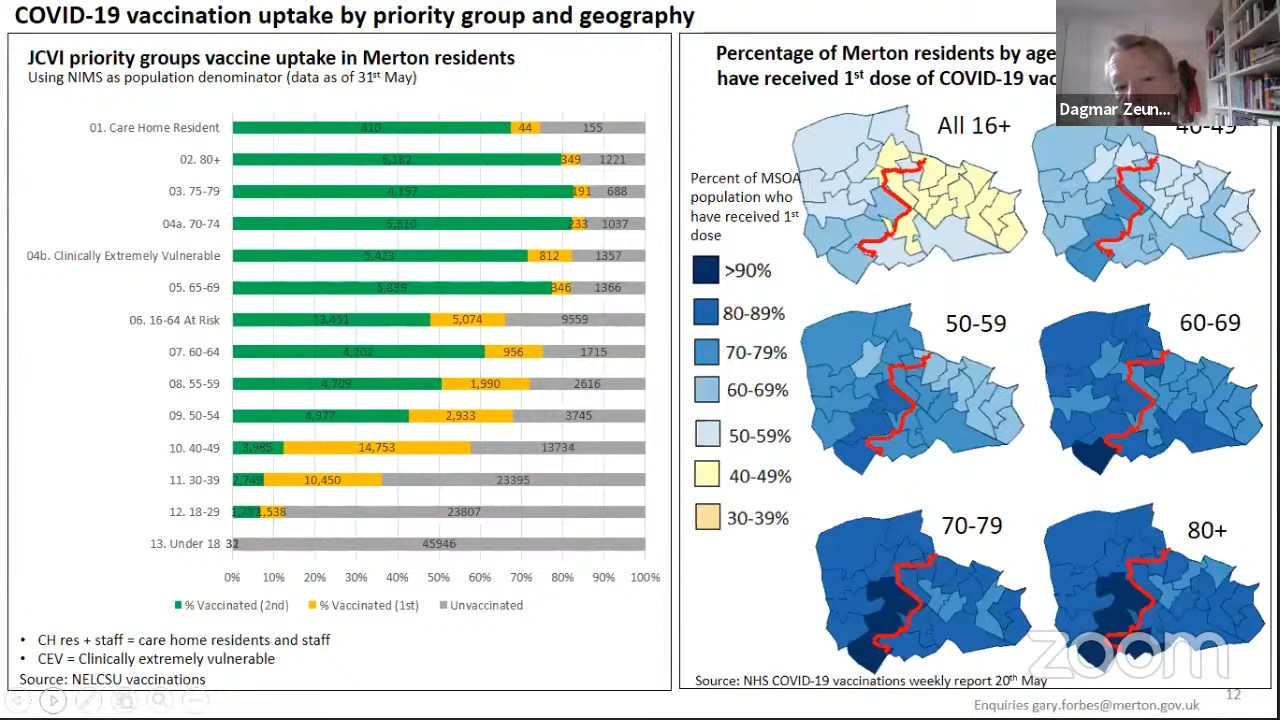 COVID-19 vaccination uptake by priority group and geography
JCVI priority groups vaccine uptake in Merton residents
Using NIMS as population denominator (data as of 31st May)
01. Care Home Resident 410 44 155
02. 80+ 5,182 349 1221
03. 75-79 4,197 191 688
04a. 70-74 5,810 233 1037
04b. Clinically Extremely Vulnerable 5,423 812 1357
05. 65-69 5,839 346 1366
06. 16-64 At Risk 13,451 5,074 9559
07. 60-64 4,202 956 1715
08. 55-59 4,709 1,990 2616
09. 50-54 4,977 2,933 3745
10. 40-49 3,985 14,753 13734
11. 30-39 2,749 10,450 23395
12. 18-29 23807
13. Under 18 45946
0% 10% 20% 30% 40% 50% 60% 70% 80% 90% 100%
% Vaccinated (2nd) % Vaccinated (1st) Unvaccinated
• CH res + staff = care home residents and staff
• CEV = Clinically extremely vulnerable
Source: NELCSU vaccinations
Percentage of Merton residents by age
have received 1st dose of COVID-19 vac
Dagmar Zeun...
All 16+
40-49
Percent of MSOA
population who
have received 1st
dose
>90%
80-89%
70-79%
60-69%
50-59%
40-49%
30-39%
50-59
60-69
70-79
80+
zoom
Source: NHS COVID-19 vaccinations weekly report 20th May
12
Enquiries gary.forbes@merton.gov.uk